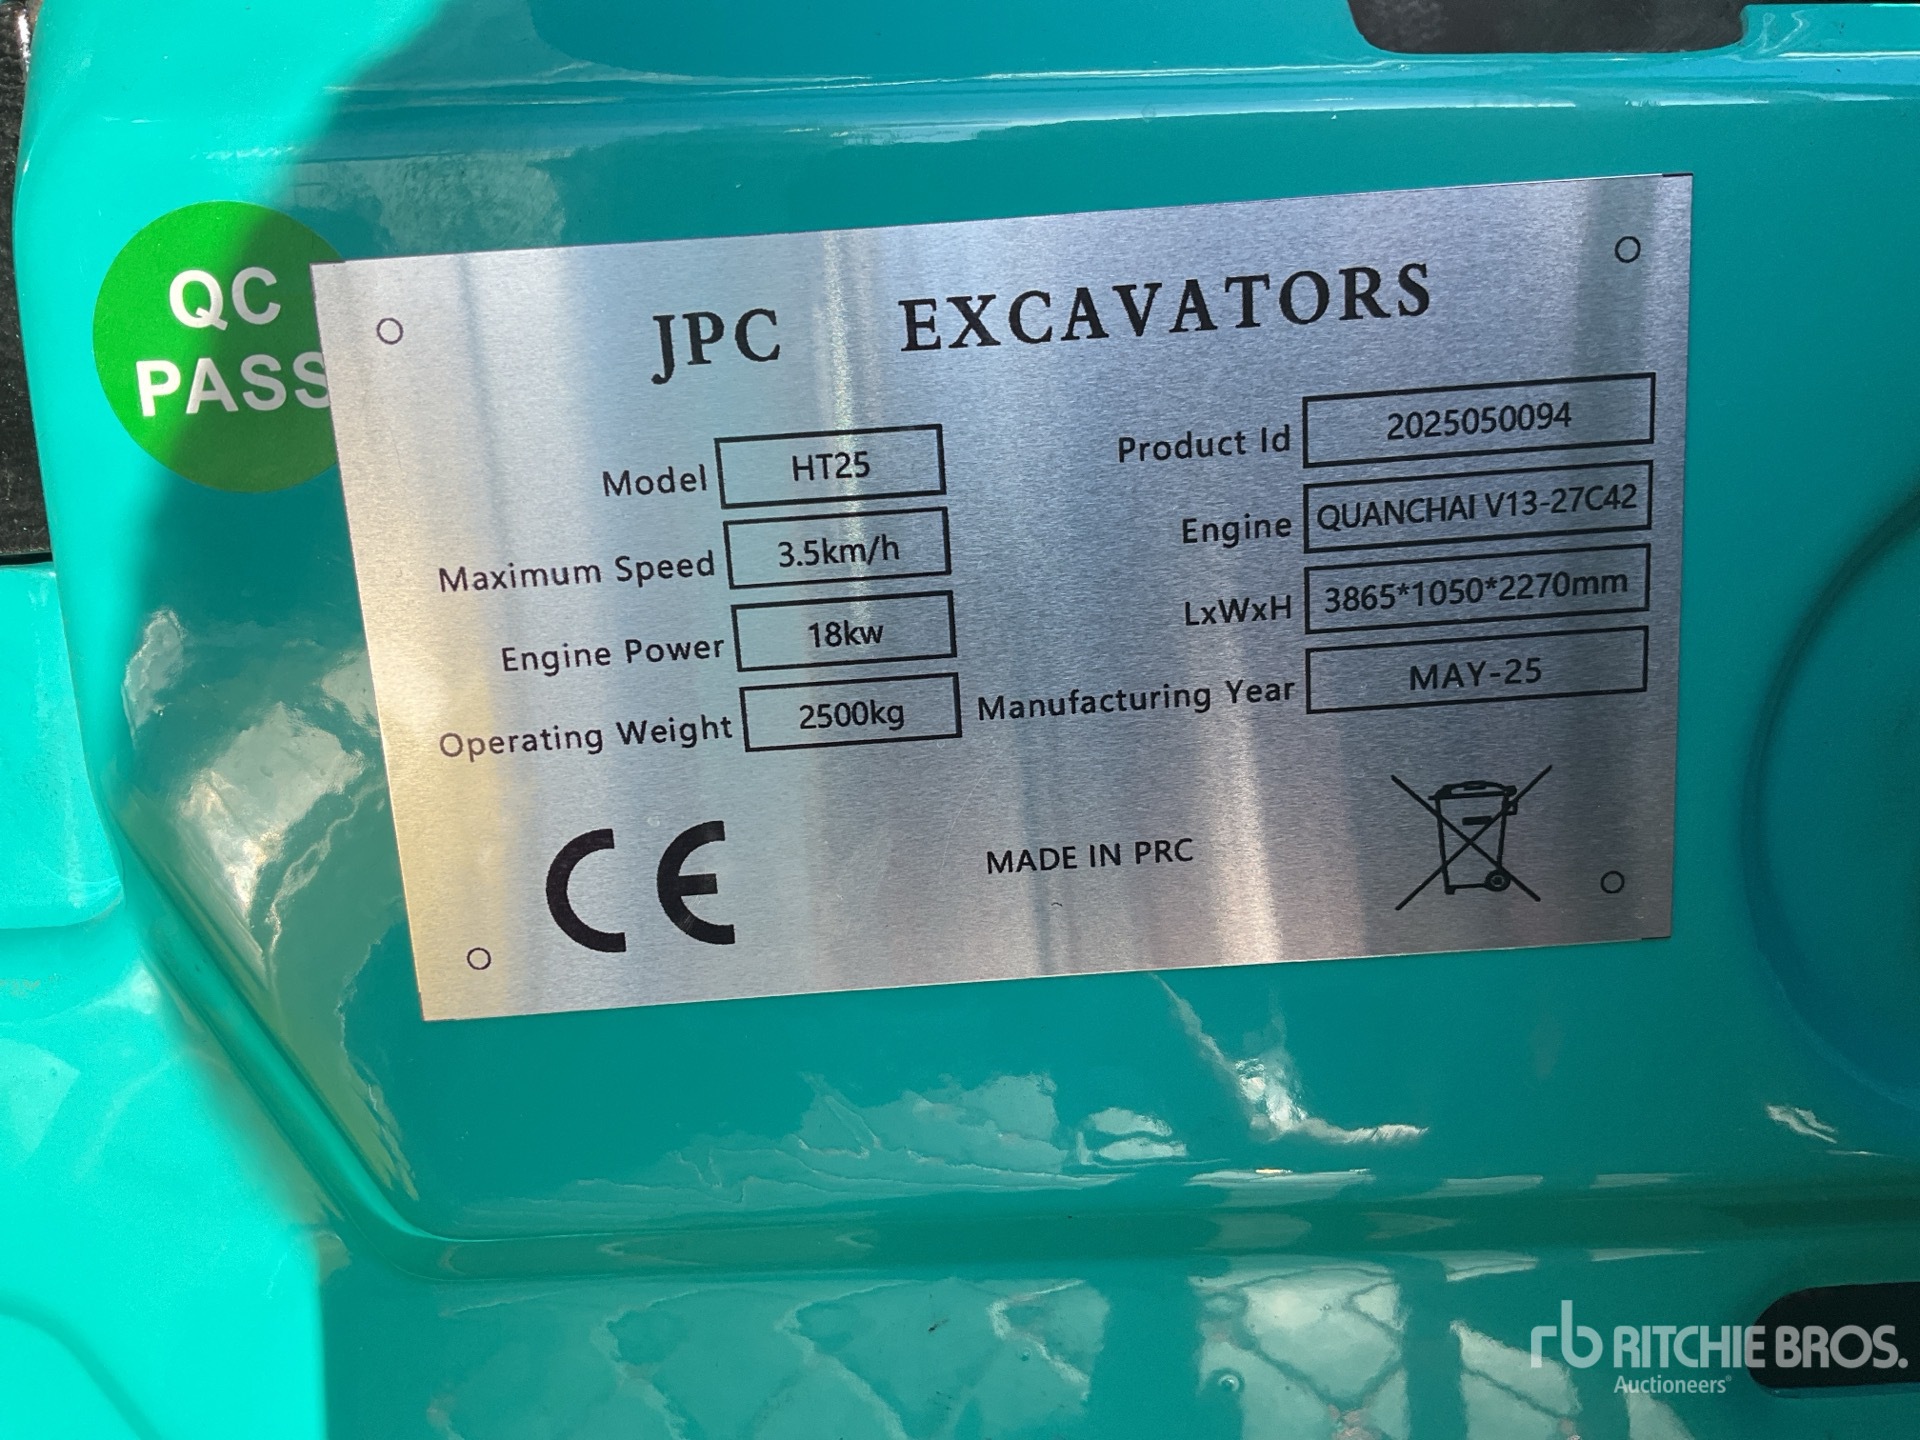 QC
PASS
JPC EXCAVATORS
Model HT25
Maximum Speed 3.5km/h
Engine Power 18kw
Operating Weight 2500kg
Product Id 2025050094
Engine QUANCHAI V13-27C42
LxWxH 3865*1050*2270mm
Manufacturing Year MAY-25
CE
MADE IN PRC
rb RITCHIE BROS.
Auctioneers